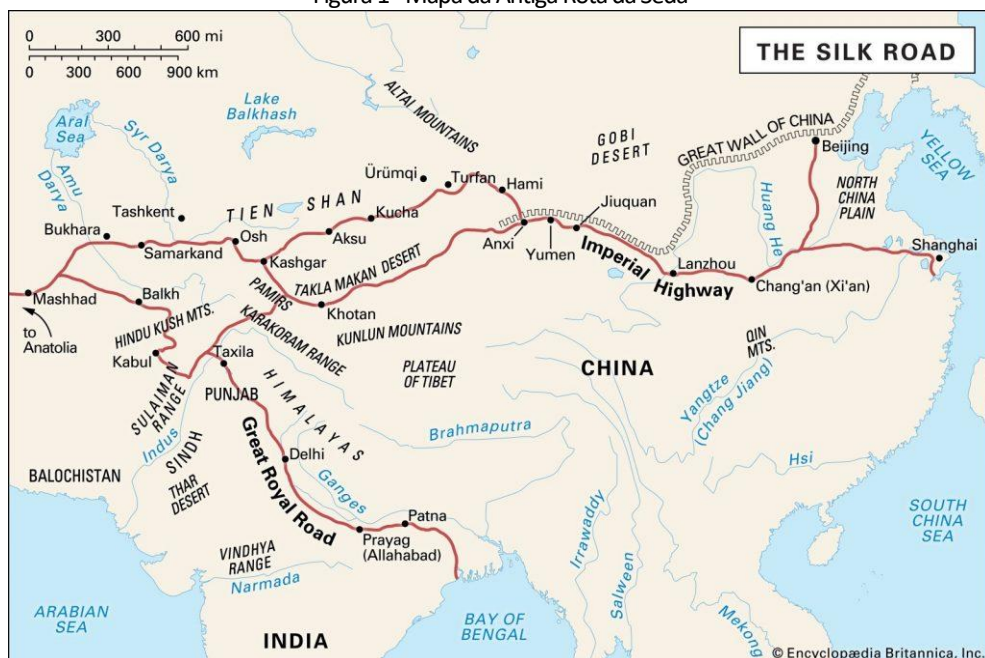 Figura 1 - Mapa da Antiga Rota da Seda
0 300 600 mi
0 300 600 900 km
THE SILK ROAD
Aral
Sea
Syr Darya
Lake
Balkhash
ALTAI MOUNTAINS
GOBI
DESERT
GREAT WALL OF CHINA
Beijing
YELLOW
SEA
Amu
Darya
Ürümqi
Turfan
Hami
Tashkent
TIEN SHAN
Kucha
Jiuquan
Huang He
NORTH
CHINA
PLAIN
Bukhara
Samarkand
Osh
Aksu
Anxi
Yumen
Imperial
Highway
Lanzhou
Shanghai
Kashgar
TAKLA MAKAN DESERT
Chang'an (Xi'an)
Mashhad
Balkh
PAMIRS
Khotan
to
Anatolia
HINDU KUSH MTS.
KARAKORAM RANGE
KUNLUN MOUNTAINS
QIN
MTS.
Kabul
Taxila
PLATEAU
OF TIBET
CHINA
Yangtze
(Chang Jiang)
SULAIMAN
RANGE
PUNJAB
HIMALAYAS
Indus
SINDH
Great Royal Road
Brahmaputra
BALOCHISTAN
THAR
DESERT
Delhi
Ganges
Hsi
Patna
Prayag
(Allahabad)
Irrawaddy
SOUTH
CHINA
SEA
VINDHYA
RANGE
Narmada
Salween
ARABIAN
SEA
INDIA
BAY OF
BENGAL
Mekong
© Encyclopædia Britannica, Inc.